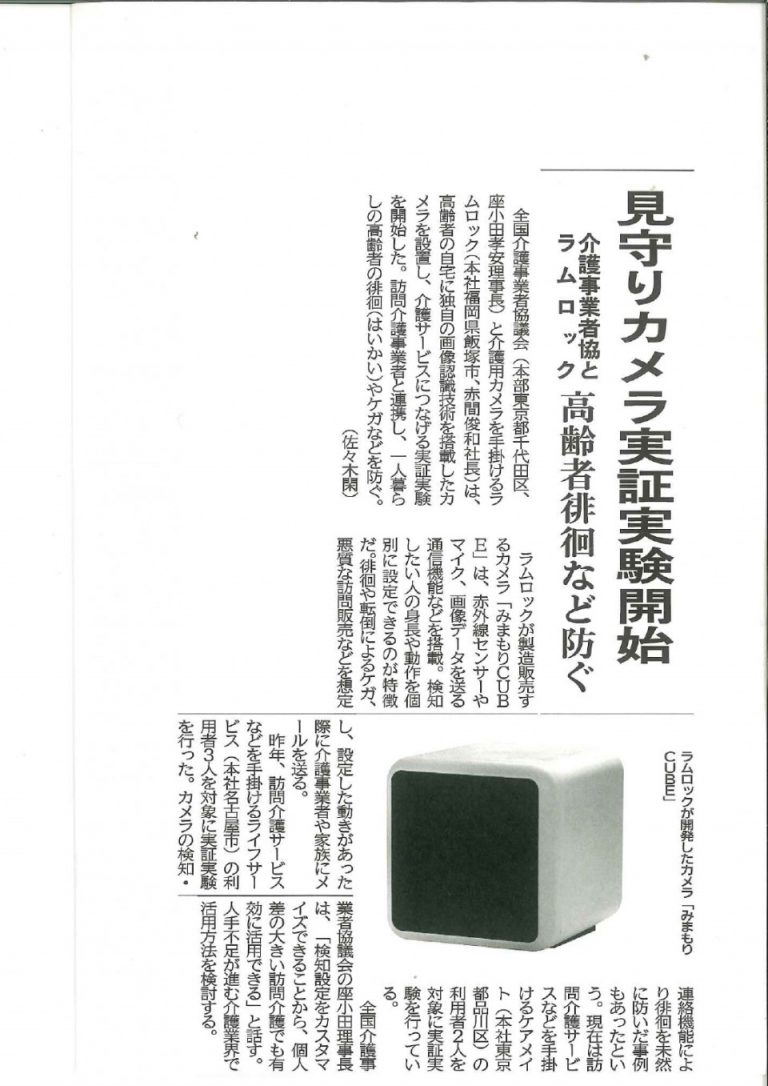 見守りカメラ実証実験開始
介護事業者協と
ラムロック
高齢者徘徊など防ぐ
全国介護事業者協議会(本部東京都千代田区、
座小田孝安理事長)と介護用カメラを手掛けるラ
ムロック(本社福岡県飯塚市、赤間俊和社長)は、
高齢者の自宅に独自の画像認識技術を搭載したカ
メラを設置し、介護サービスにつなげる実証実験
を開始した。訪問介護事業者と連携し、一人暮ら
しの高齢者の徘徊(はいかい)やケガなどを防ぐ。
(佐々木閑)
ラムロックが製造販売す
るカメラ「みまもりCUB
E」は、赤外線センサーや
マイク、画像データを送る
通信機能などを搭載。検知
したい人の身長や動作を個
別に設定できるのが特徴
だ。徘徊や転倒によるケガ、
悪質な訪問販売などを想定
し、設定した動きがあった
際に介護事業者や家族にメ
ールを送る。
昨年、訪問介護サービス
などを手掛けるライフサー
ビス(本社名古屋市)の利
用者3人を対象に実証実験
を行った。カメラの検知・
ラムロックが開発したカメラ「みまもり
CUBE」
連絡機能によ
り徘徊を未然
に防いだ事例
もあったとい
う。現在は訪
問介護サービ
スなどを手掛
けるケアメイ
ト(本社東京
都品川区)の
利用者2人を
対象に実証実
験を行ってい
る。
全国介護事
業者協議会の座小田理事長
は、「検知設定をカスタマ
イズできることから、個人
差の大きい訪問介護でも有
効に活用できる」と話す。
人手不足が進む介護業界で
活用方法を検討する。